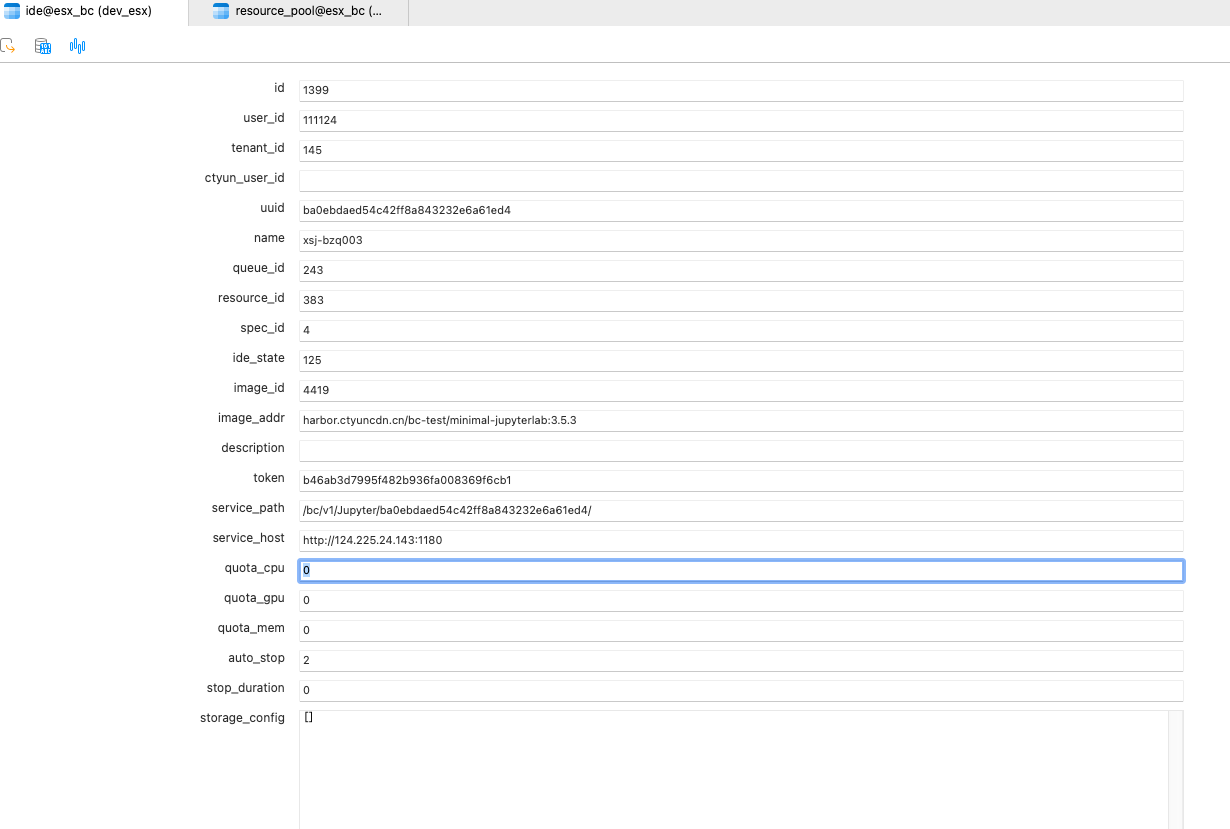 ide@esx_bc (dev_esx)
resource_pool@esx_bc (...
id 1399
user_id 111124
tenant_id 145
ctyun_user_id
uuid ba0ebdaed54c42ff8a843232e6a61ed4
name xsj-bzq003
queue_id 243
resource_id 383
spec_id 4
ide_state 125
image_id 4419
image_addr harbor.ctyuncdn.cn/bc-test/minimal-jupyterlab:3.5.3
description
token b46ab3d7995f482b936fa008369f6cb1
service_path /bc/v1/Jupyter/ba0ebdaed54c42ff8a843232e6a61ed4/
service_host http://124.225.24.143:1180
quota_cpu 0
quota_gpu 0
quota_mem 0
auto_stop 2
stop_duration 0
storage_config []